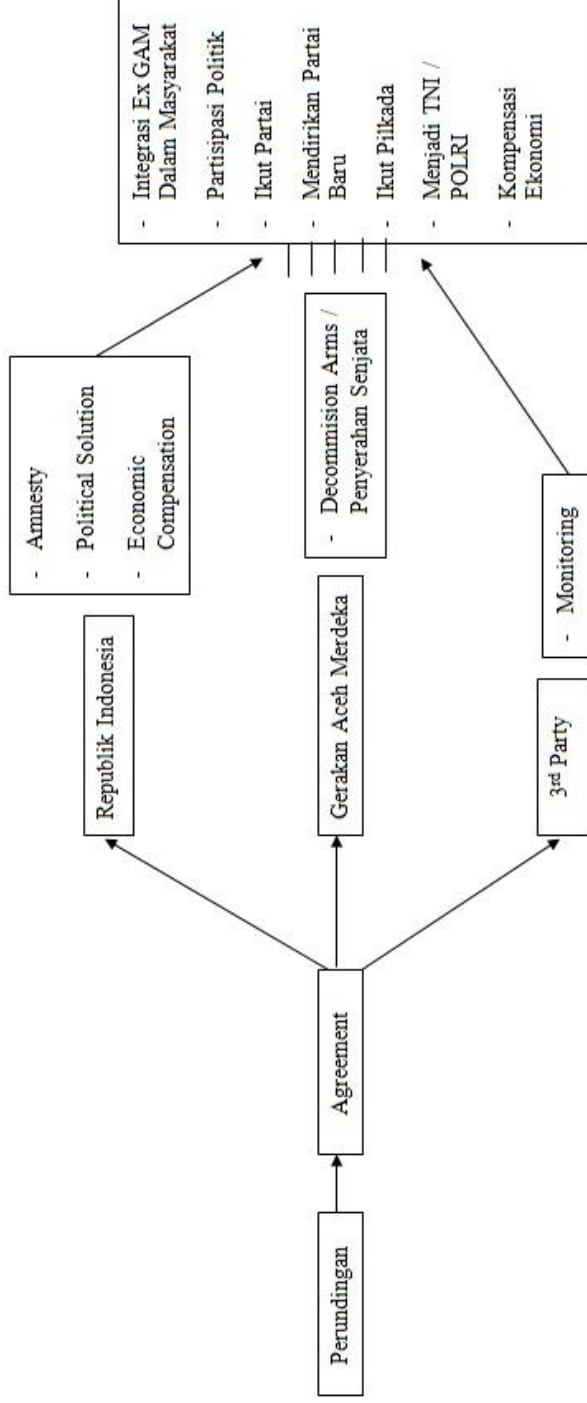 Perundingan
Agreement
Republik Indonesia
- Amnesty
- Political Solution
- Economic
Compensation
Gerakan Aceh Merdeka
- Decommision Arms /
Penyerahan Senjata
3rd Party
- Monitoring
- Integrasi Ex GAM
Dalam Masyarakat
- Partisipasi Politik
- Ikut Partai
- Mendirikan Partai
Baru
- Ikut Pilkada
- Menjadi TNI /
POLRI
- Kompensasi
Ekonomi